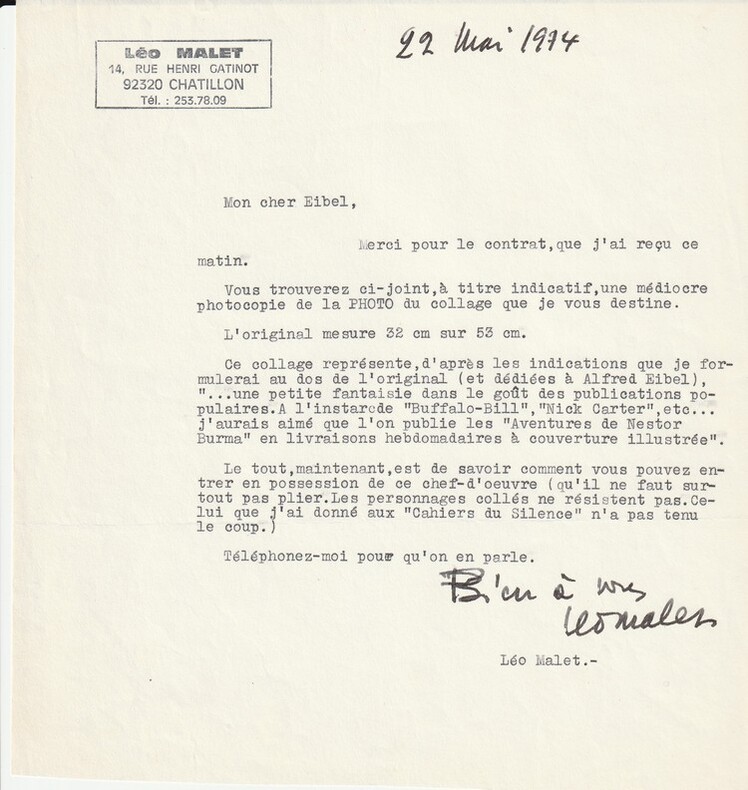 22 Mai 1974
Léo MALET
14, RUE HENRI GATINOT
92320 CHATILLON
Tél. : 253.78.09
Mon cher Eibel,
Merci pour le contrat,que j'ai reçu ce
matin.
Vous trouverez ci-joint,à titre indicatif,une médiocre
photocopie de la PHOTO du collage que je vous destine.
L'original mesure 32 cm sur 53 cm.
Ce collage représente,d'après les indications que je for-
mulerai au dos de l'original (et dédiées à Alfred Eibel),
"...une petite fantaisie dans le goût des publications po-
pulaires.A l'instarcde "Buffalo-Bill","Nick Carter",etc...
j'aurais aimé que l'on publie les "Aventures de Nestor
Burma" en livraisons hebdomadaires à couverture illustrée".
Le tout,maintenant,est de savoir comment vous pouvez en-
trer en possession de ce chef-d'oeuvre (qu'il ne faut sur-
tout pas plier.Les personnages collés ne résistent pas.Ce-
lui que j'ai donné aux "Cahiers du Silence" n'a pas tenu
le coup.)
Téléphonez-moi pour qu'on en parle.
Bien à vous
Léo Malet
Léo Malet.-